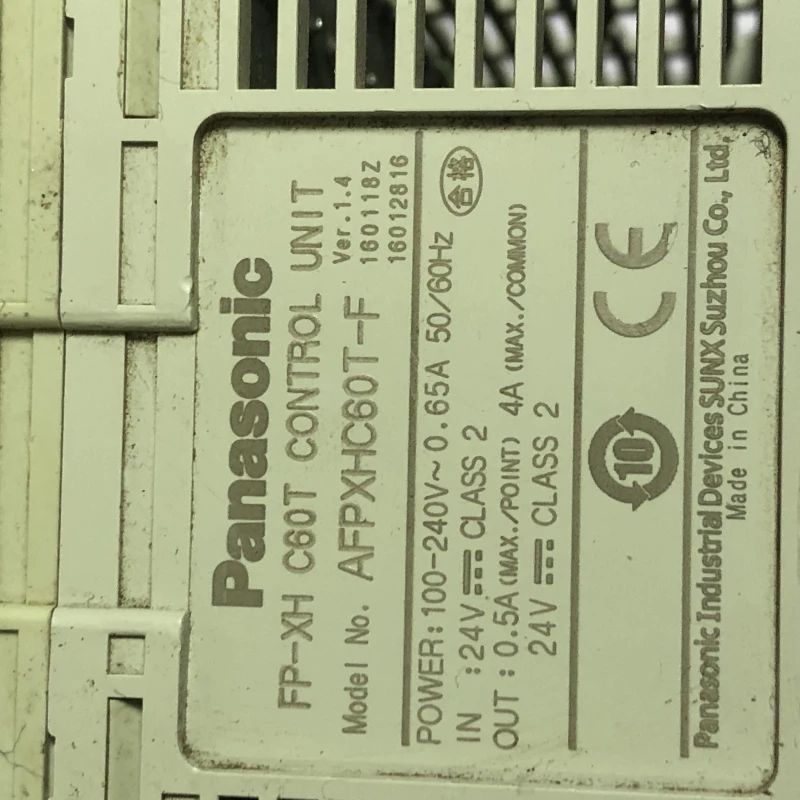 Panasonic
FP-XH C60T CONTROL UNIT
Model No. AFPXHC60T-F
Ver.1.4
160118Z
16012816
POWER:100-240V~0.65A 50/60Hz
合格
IN :24V⎓CLASS 2
OUT:0.5A(MAX./POINT) 4A (MAX./COMMON)
24V⎓CLASS 2
10
CE
Panasonic Industrial Devices SUNX Suzhou Co., Ltd.
Made in China